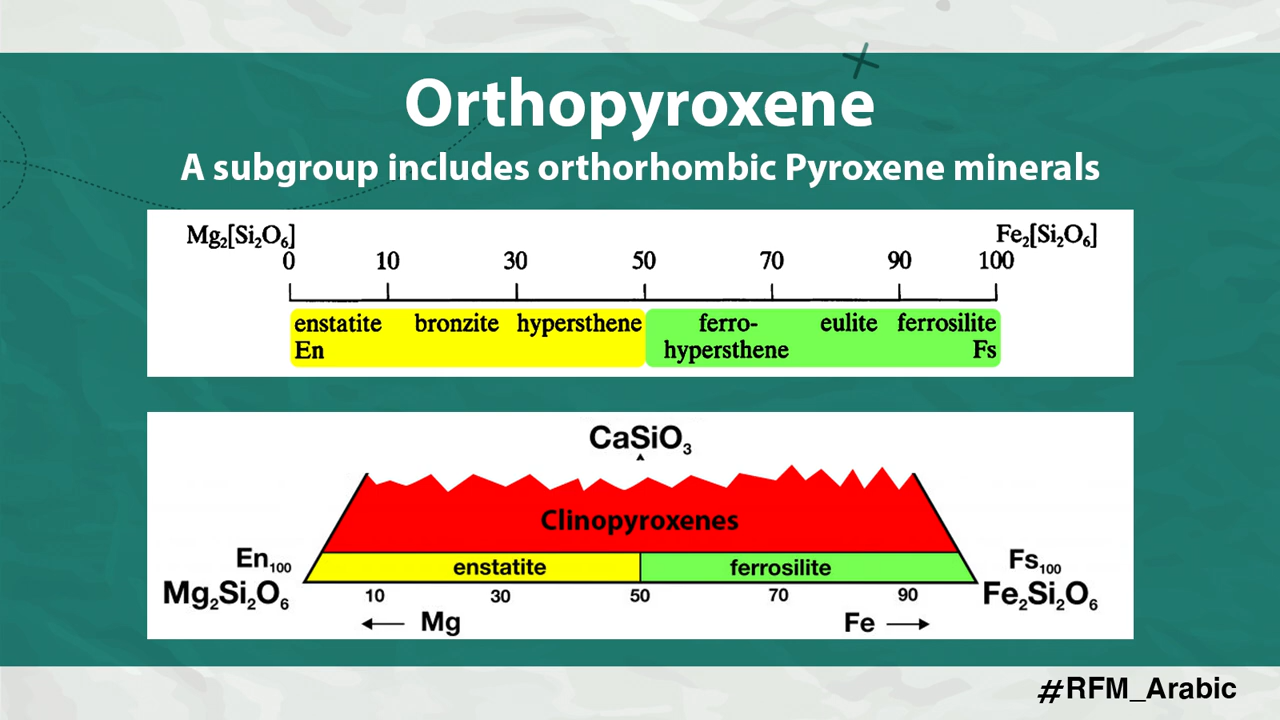 Orthopyroxene
A subgroup includes orthorhombic Pyroxene minerals
Mg₂[Si₂O₆] Fe₂[Si₂O₆]
0 10 30 50 70 90 100
enstatite bronzite hypersthene ferro- eulite ferrosilite
En hypersthene Fs
CaSiO₃
Clinopyroxenes
En₁₀₀ enstatite ferrosilite Fs₁₀₀
Mg₂Si₂O₆ 10 30 50 70 90 Fe₂Si₂O₆
← Mg Fe →
#RFM_Arabic